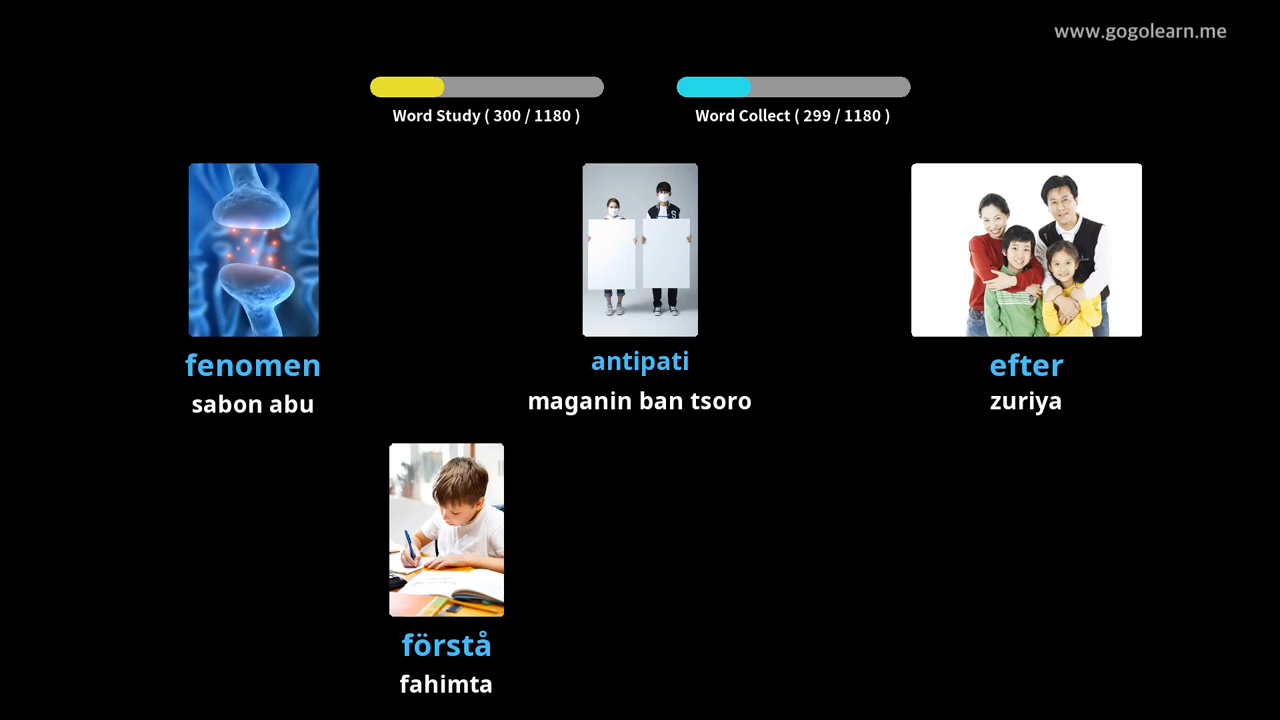 www.gogolearn.me
Word Study ( 300 / 1180 )
Word Collect ( 299 / 1180 )
fenomen
sabon abu
antipati
maganin ban tsoro
efter
zuriya
förstå
fahimta